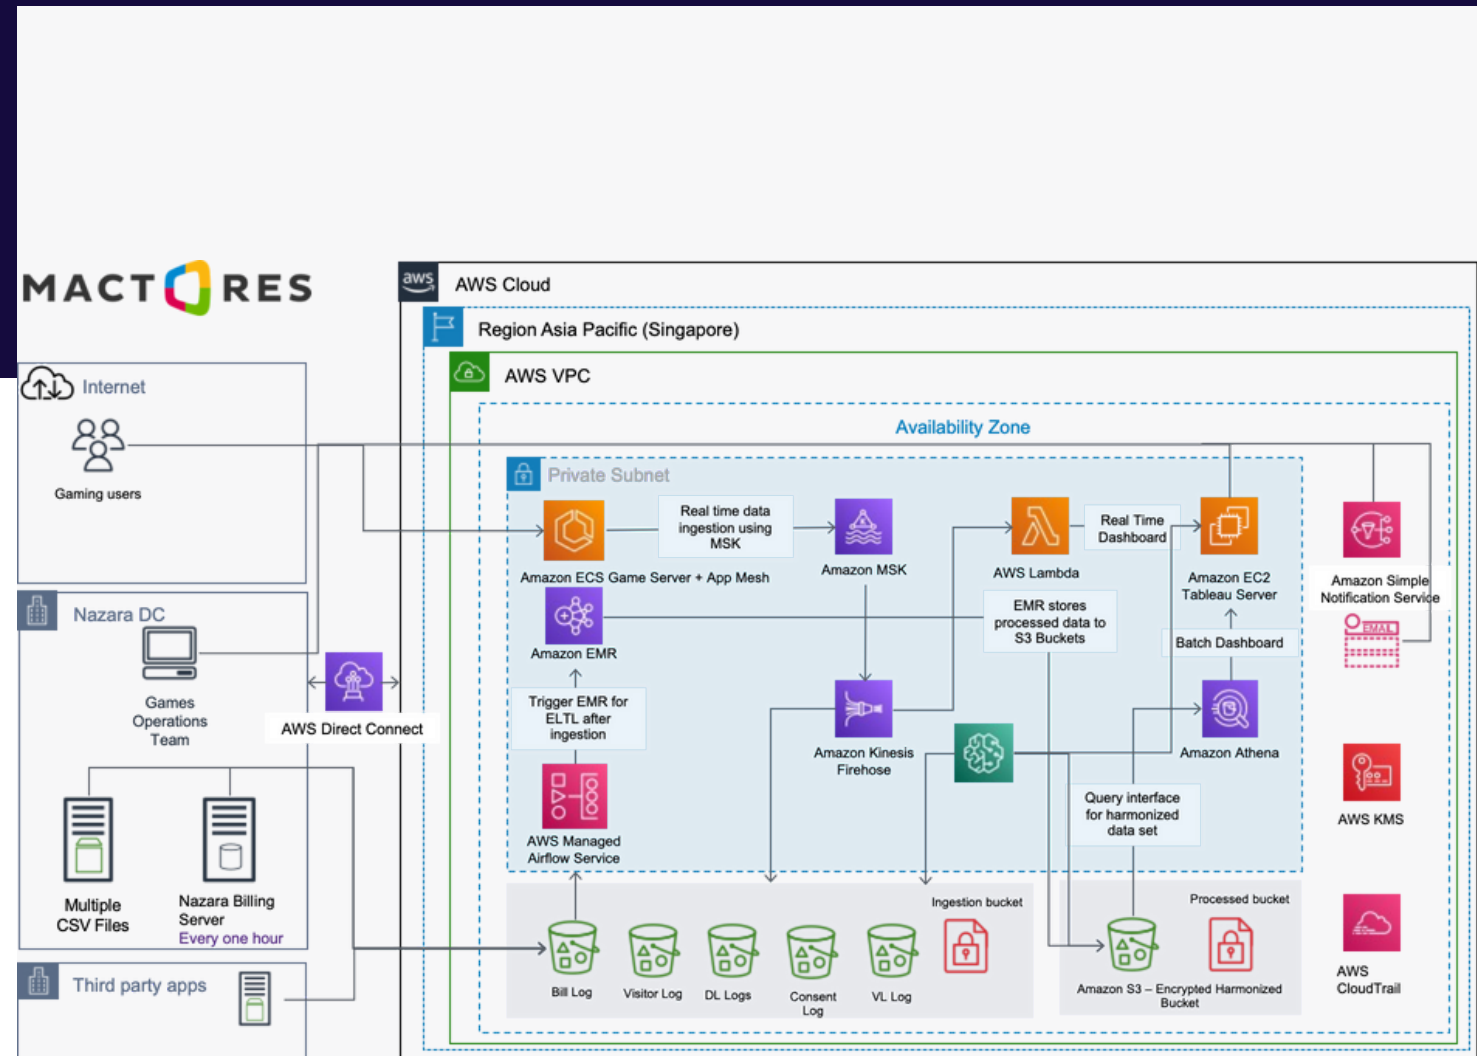 MACTORES
aws
AWS Cloud
Region Asia Pacific (Singapore)
AWS VPC
Availability Zone
Internet
Gaming users
Private Subnet
Real time data
ingestion using
MSK
Amazon ECS Game Server + App Mesh
Amazon MSK
AWS Lambda
Real Time
Dashboard
Amazon EC2
Tableau Server
Amazon Simple
Notification Service
EMAIL
Nazara DC
Games
Operations
Team
AWS Direct Connect
Amazon EMR
EMR stores
processed data to
S3 Buckets
Batch Dashboard
Trigger EMR for
ELTL after
ingestion
Amazon Kinesis
Firehose
Amazon Athena
Query interface
for harmonized
data set
AWS KMS
AWS Managed
Airflow Service
Multiple
CSV Files
Nazara Billing
Server
Every one hour
Ingestion bucket
Processed bucket
Bill Log
Visitor Log
DL Logs
Consent
Log
VL Log
Amazon S3 – Encrypted Harmonized
Bucket
AWS
CloudTrail
Third party apps